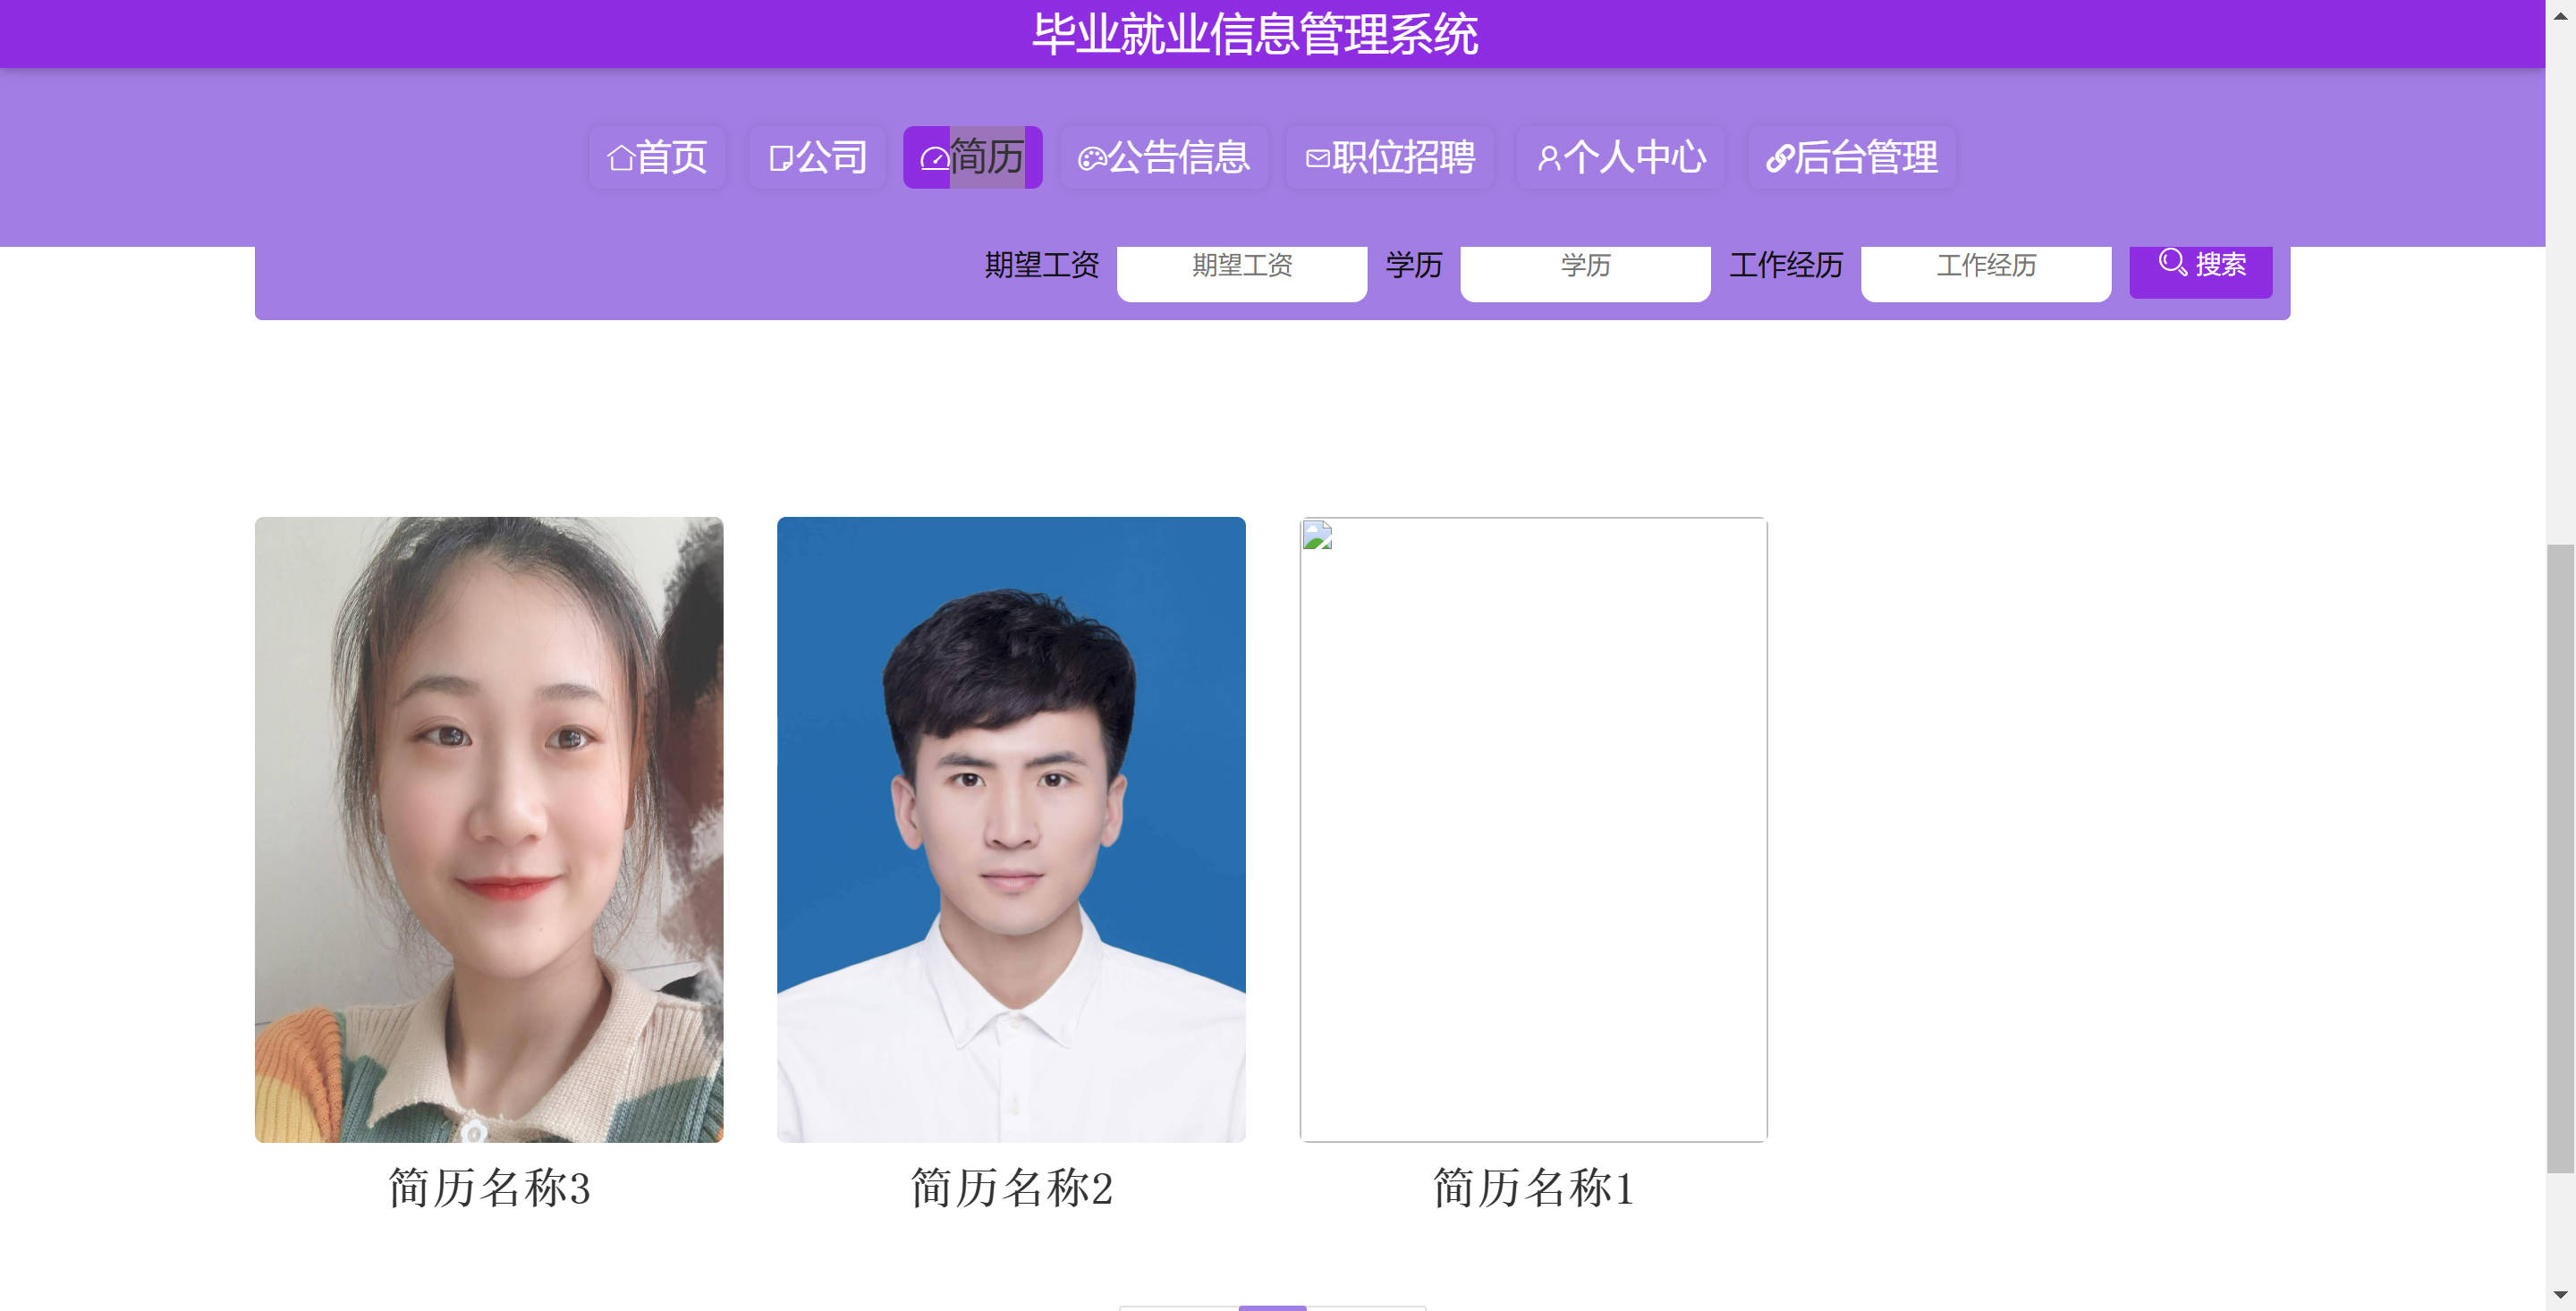 毕业就业信息管理系统
首页 公司 简历 公告信息 职位招聘 个人中心 后台管理
期望工资 期望工资 学历 学历 工作经历 工作经历 搜索
简历名称3 简历名称2 简历名称1